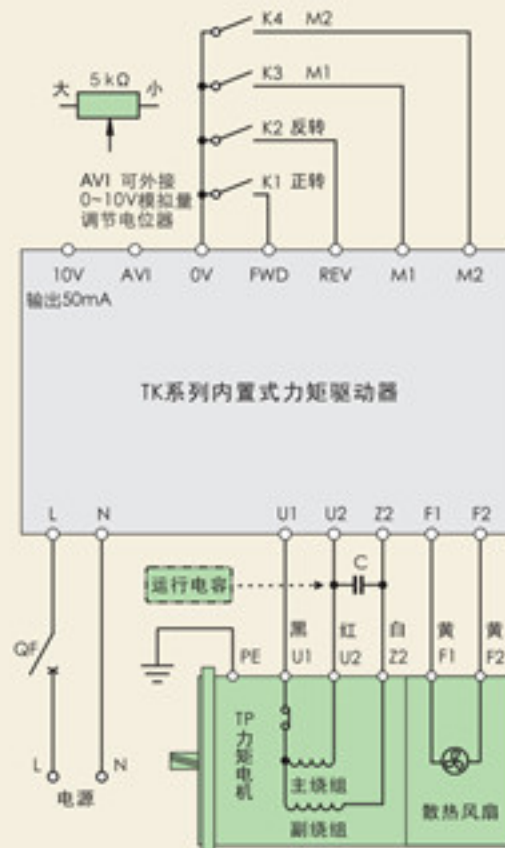 K4 M2
5kΩ
大 小
K3 M1
K2 反转
AVI 可外接
0~10V模拟量
调节电位器
K1 正转
10V AVI 0V FWD REV M1 M2
输出50mA
TK系列内置式力矩驱动器
L N U1 U2 Z2 F1 F2
运行电容
C
QF
黑 红 白 黄 黄
PE U1 U2 Z2 F1 F2
TP力矩电机
主绕组
副绕组
散热风扇
L N
电源